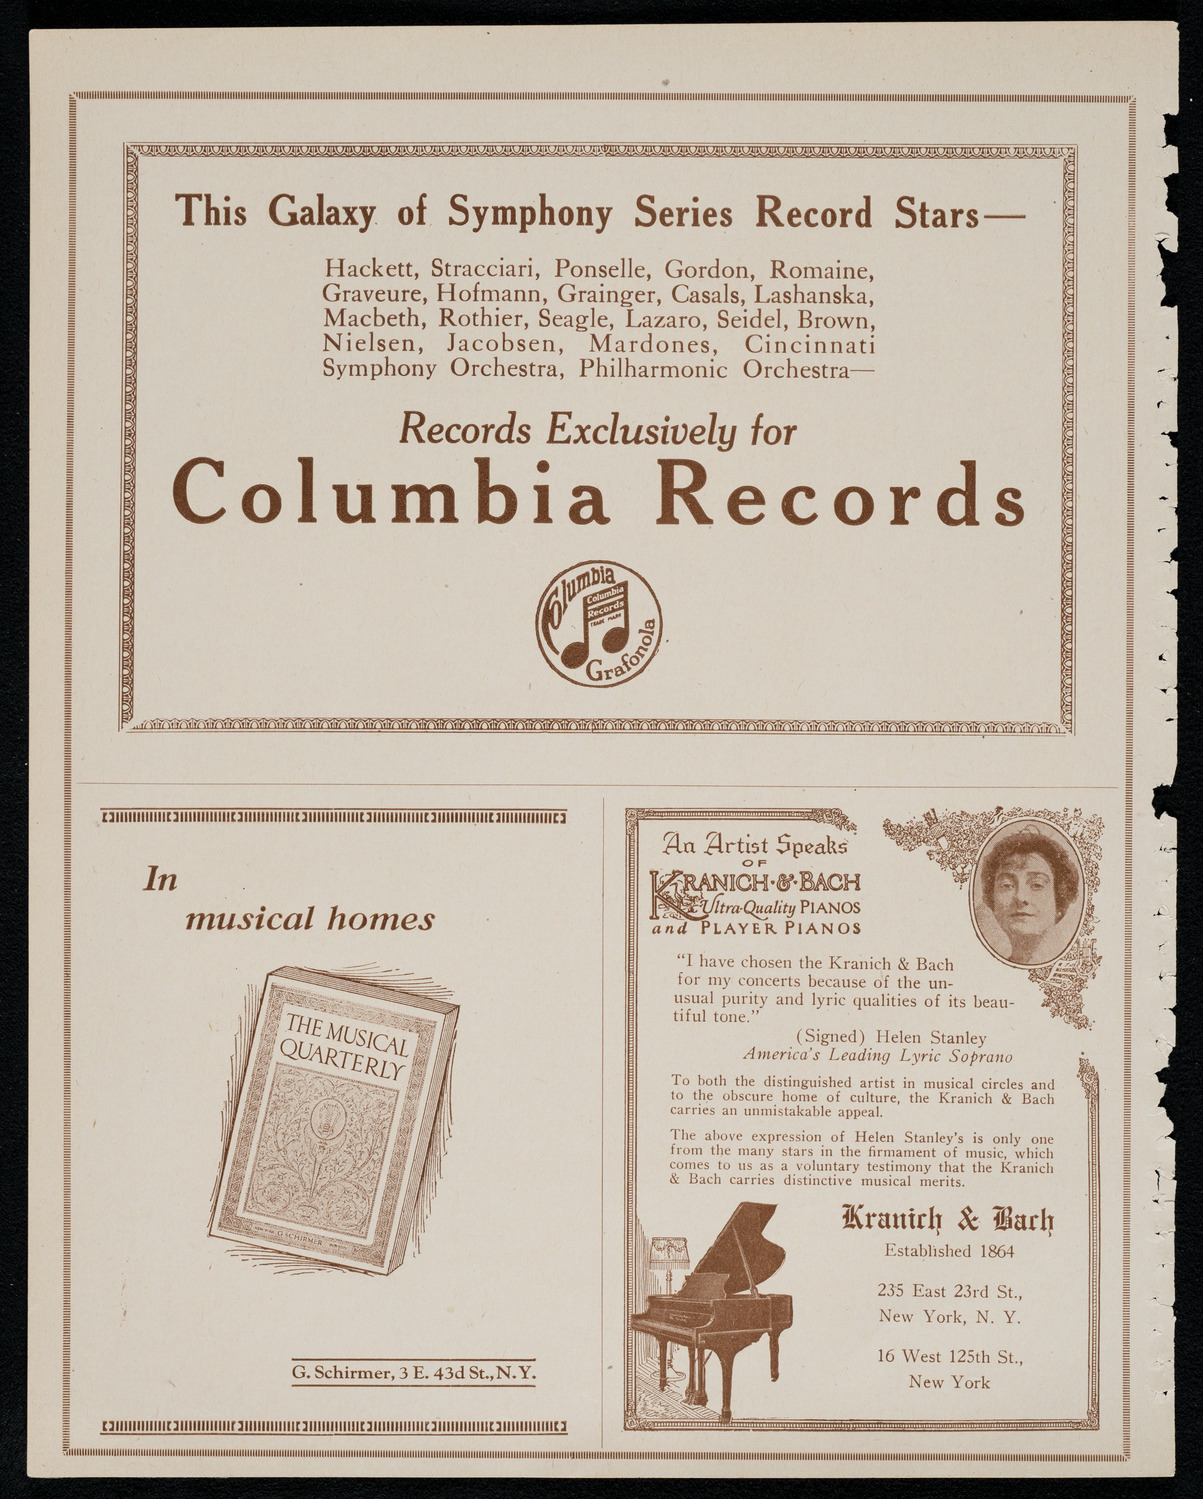 This Galaxy of Symphony Series Record Stars—
Hackett, Stracciari, Ponselle, Gordon, Romaine,
Graveure, Hofmann, Grainger, Casals, Lashanska,
Macbeth, Rothier, Seagle, Lazaro, Seidel, Brown,
Nielsen, Jacobsen, Mardones, Cincinnati
Symphony Orchestra, Philharmonic Orchestra—
Records Exclusively for
Columbia Records
Columbia
Columbia
Records
TRADE MARK
Grafonola
In
musical homes
THE MUSICAL
QUARTERLY
G. SCHIRMER
G. Schirmer, 3 E. 43d St., N. Y.
An Artist Speaks
OF
KRANICH·&·BACH
Ultra-Quality PIANOS
and PLAYER PIANOS
“I have chosen the Kranich & Bach
for my concerts because of the un-
usual purity and lyric qualities of its beau-
tiful tone.”
(Signed) Helen Stanley
America's Leading Lyric Soprano
To both the distinguished artist in musical circles and
to the obscure home of culture, the Kranich & Bach
carries an unmistakable appeal.
The above expression of Helen Stanley's is only one
from the many stars in the firmament of music, which
comes to us as a voluntary testimony that the Kranich
& Bach carries distinctive musical merits.
Kranich & Bach
Established 1864
235 East 23rd St.,
New York, N. Y.
16 West 125th St.,
New York